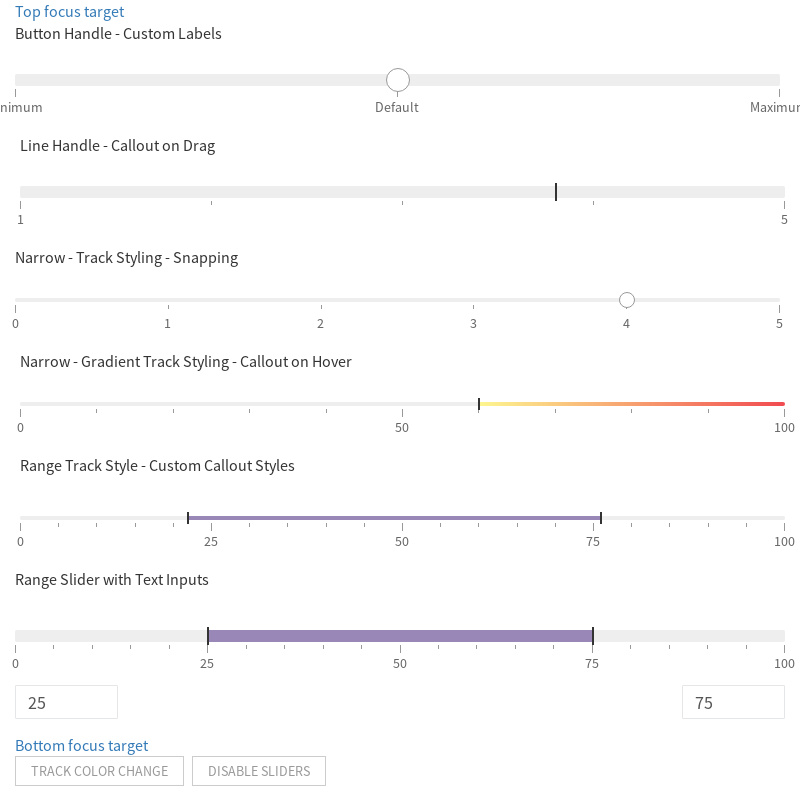 Top focus target
Button Handle - Custom Labels
nimum Default Maximur
Line Handle - Callout on Drag
1 5
Narrow - Track Styling - Snapping
0 1 2 3 4 5
Narrow - Gradient Track Styling - Callout on Hover
0 50 100
Range Track Style - Custom Callout Styles
0 25 50 75 100
Range Slider with Text Inputs
0 25 50 75 100
25 75
Bottom focus target
TRACK COLOR CHANGE DISABLE SLIDERS